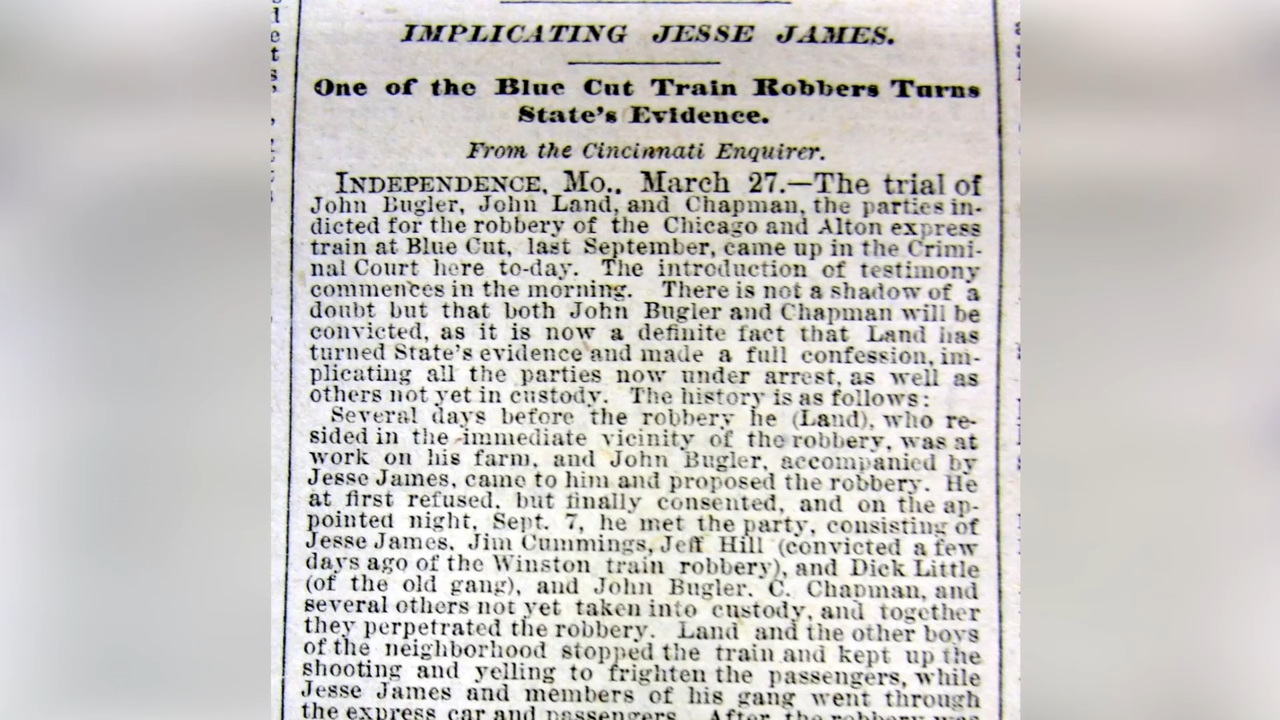 IMPLICATING JESSE JAMES.
One of the Blue Cut Train Robbers Turns
State's Evidence.
From the Cincinnati Enquirer.
INDEPENDENCE, Mo., March 27.—The trial of
John Bugler, John Land, and Chapman, the parties in-
dicted for the robbery of the Chicago and Alton express
train at Blue Cut, last September, came up in the Crimi-
nal Court here to-day. The introduction of testimony
commences in the morning. There is not a shadow of a
doubt but that both John Bugler and Chapman will be
convicted, as it is now a definite fact that Land has
turned State's evidence and made a full confession, im-
plicating all the parties now under arrest, as well as
others not yet in custody. The history is as follows:
Several days before the robbery he (Land), who re-
sided in the immediate vicinity of the robbery, was at
work on his farm, and John Bugler, accompanied by
Jesse James, came to him and proposed the robbery. He
at first refused, but finally consented, and on the ap-
pointed night, Sept. 7, he met the party, consisting of
Jesse James, Jim Cummings, Jeff Hill (convicted a few
days ago of the Winston train robbery), and Dick Little
(of the old gang), and John Bugler, C. Chapman, and
several others not yet taken into custody, and together
they perpetrated the robbery. Land and the other boys
of the neighborhood stopped the train and kept up the
shooting and yelling to frighten the passengers, while
Jesse James and members of his gang went through
the express car and passengers. After the robbery was